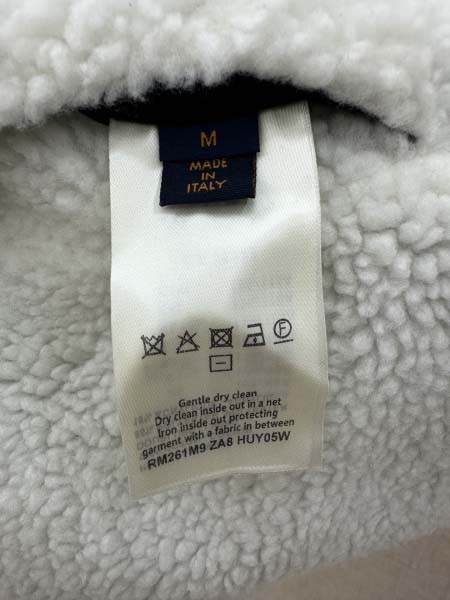 M
MADE
IN
ITALY
F
Gentle dry clean
Dry clean inside out in a net
Iron inside out protecting
garment with a fabric in between
RM261M9 ZA8 HUY05W